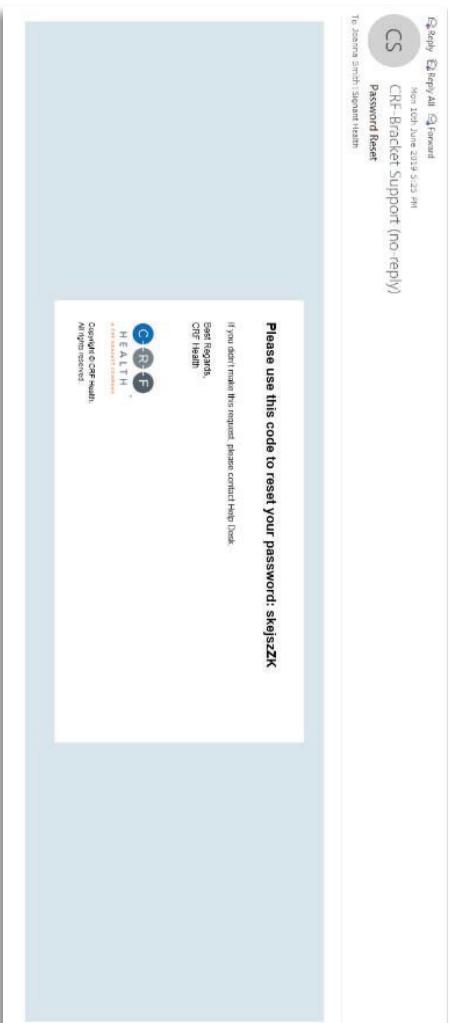 Reply Reply All Forward
Mon 10th June 2019 5:25 PM
CS
CRF-Bracket Support (no-reply)
Password Reset
To Joanna Smith | Signant Health
Please use this code to reset your password: skejszZK
If you didn't make this request, please contact Help Desk.
Best Regards,
CRF Health
C R F
HEALTH
Copyright © CRF Health.
All rights reserved.